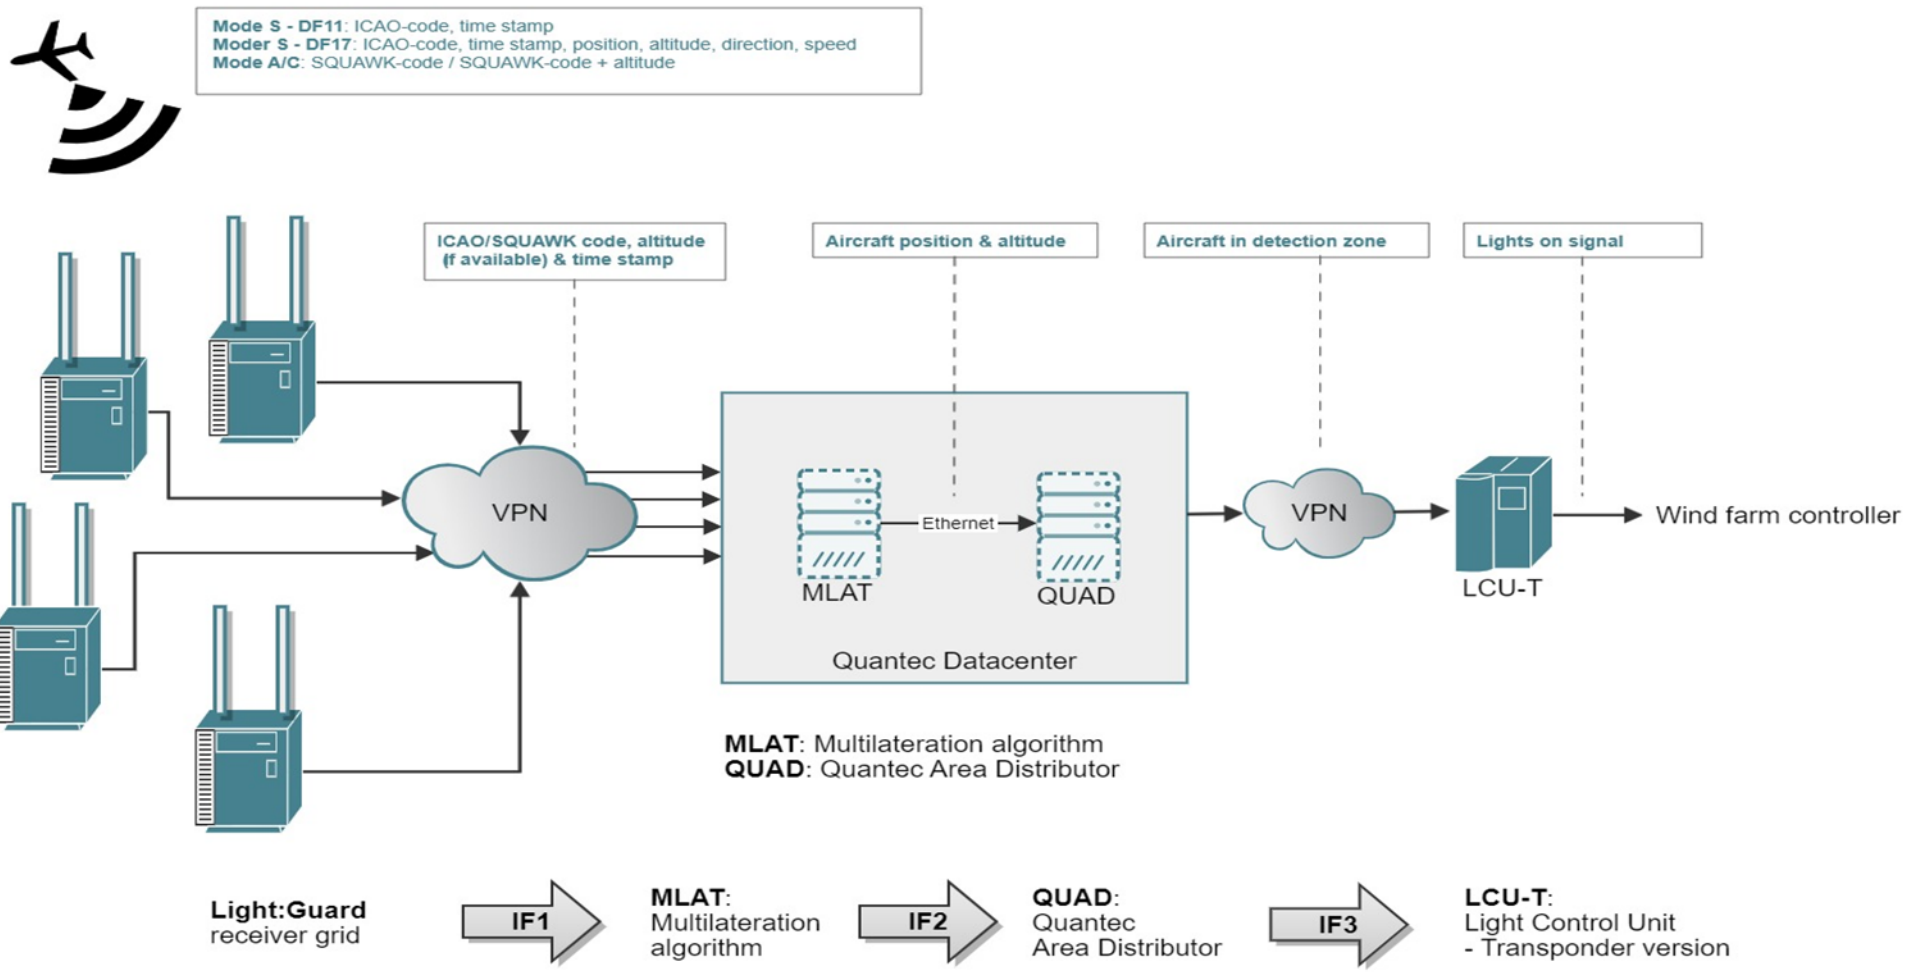 Mode S - DF11: ICAO-code, time stamp
Moder S - DF17: ICAO-code, time stamp, position, altitude, direction, speed
Mode A/C: SQUAWK-code / SQUAWK-code + altitude
ICAO/SQUAWK code, altitude
(if available) & time stamp
Aircraft position & altitude
Aircraft in detection zone
Lights on signal
VPN
Ethernet
MLAT
QUAD
Quantec Datacenter
VPN
LCU-T
Wind farm controller
MLAT: Multilateration algorithm
QUAD: Quantec Area Distributor
Light:Guard
receiver grid
IF1
MLAT:
Multilateration
algorithm
IF2
QUAD:
Quantec
Area Distributor
IF3
LCU-T:
Light Control Unit
- Transponder version